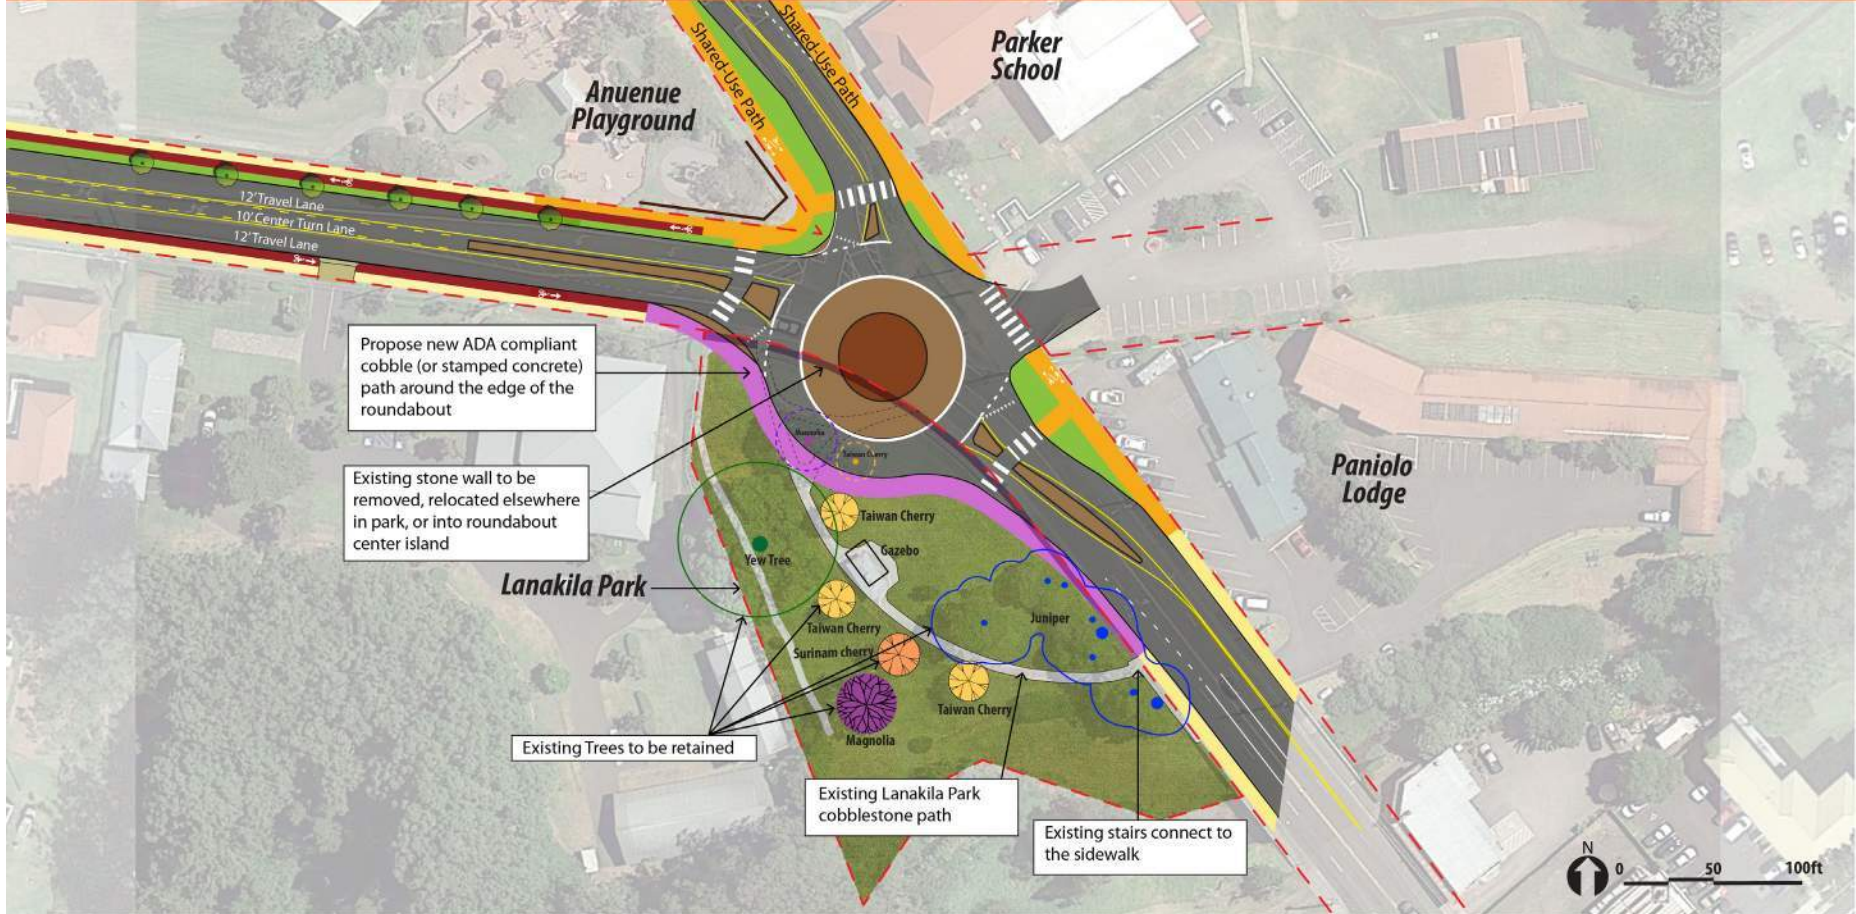 Shared-Use Path
Shared-Use Path
Parker
School
Anuenue
Playground
12' Travel Lane
10' Center Turn Lane
12' Travel Lane
Propose new ADA compliant
cobble (or stamped concrete)
path around the edge of the
roundabout
Magnolia
Taiwan Cherry
Existing stone wall to be
removed, relocated elsewhere
in park, or into roundabout
center island
Paniolo
Lodge
Taiwan Cherry
Gazebo
Yew Tree
Lanakila Park
Taiwan Cherry
Juniper
Surinam cherry
Taiwan Cherry
Magnolia
Existing Trees to be retained
Existing Lanakila Park
cobblestone path
Existing stairs connect to
the sidewalk
N
0 50 100ft